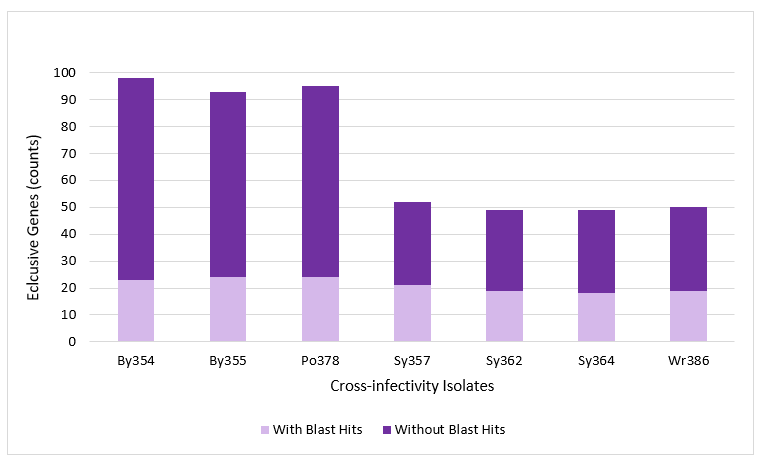 100
90
80
70
60
50
40
30
20
10
0
Eclcusive Genes (counts)
By354 By355 Po378 Sy357 Sy362 Sy364 Wr386
Cross-infectivity Isolates
With Blast Hits Without Blast Hits